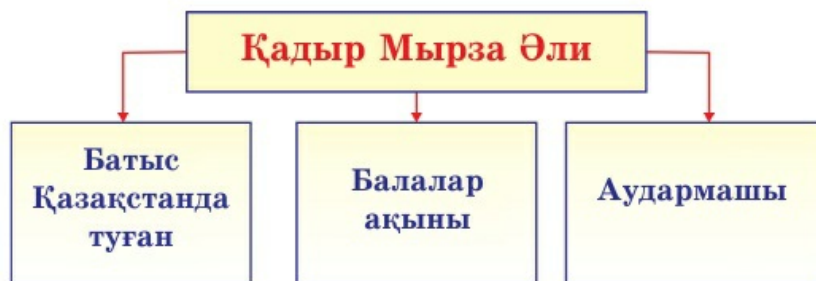 Қадыр Мырза Әли
Батыс
Қазақстанда
туған
Балалар
ақыны
Аудармашы